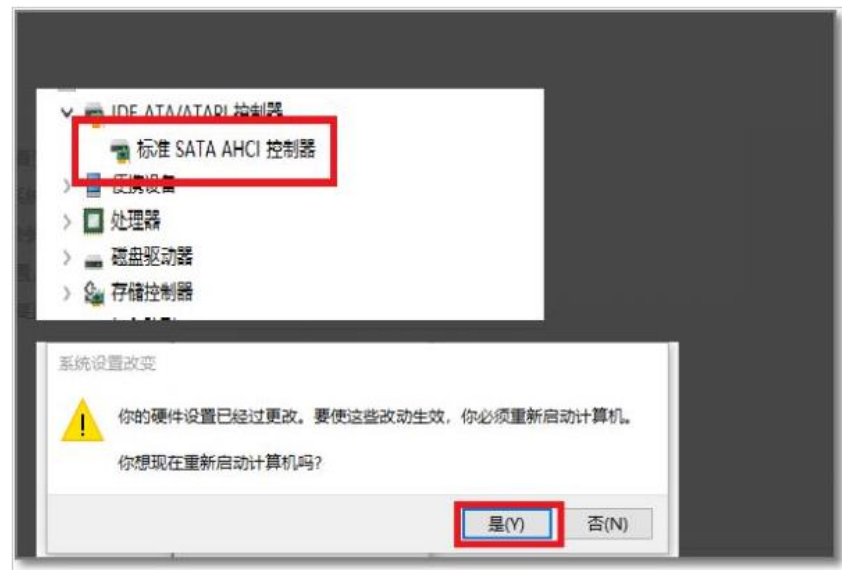 IDE ATA/ATAPI 控制器
标准 SATA AHCI 控制器
便携设备
处理器
磁盘驱动器
存储控制器
系统设置改变
你的硬件设置已经过更改。要使这些改动生效，你必须重新启动计算机。
你想现在重新启动计算机吗?
是(Y)
否(N)